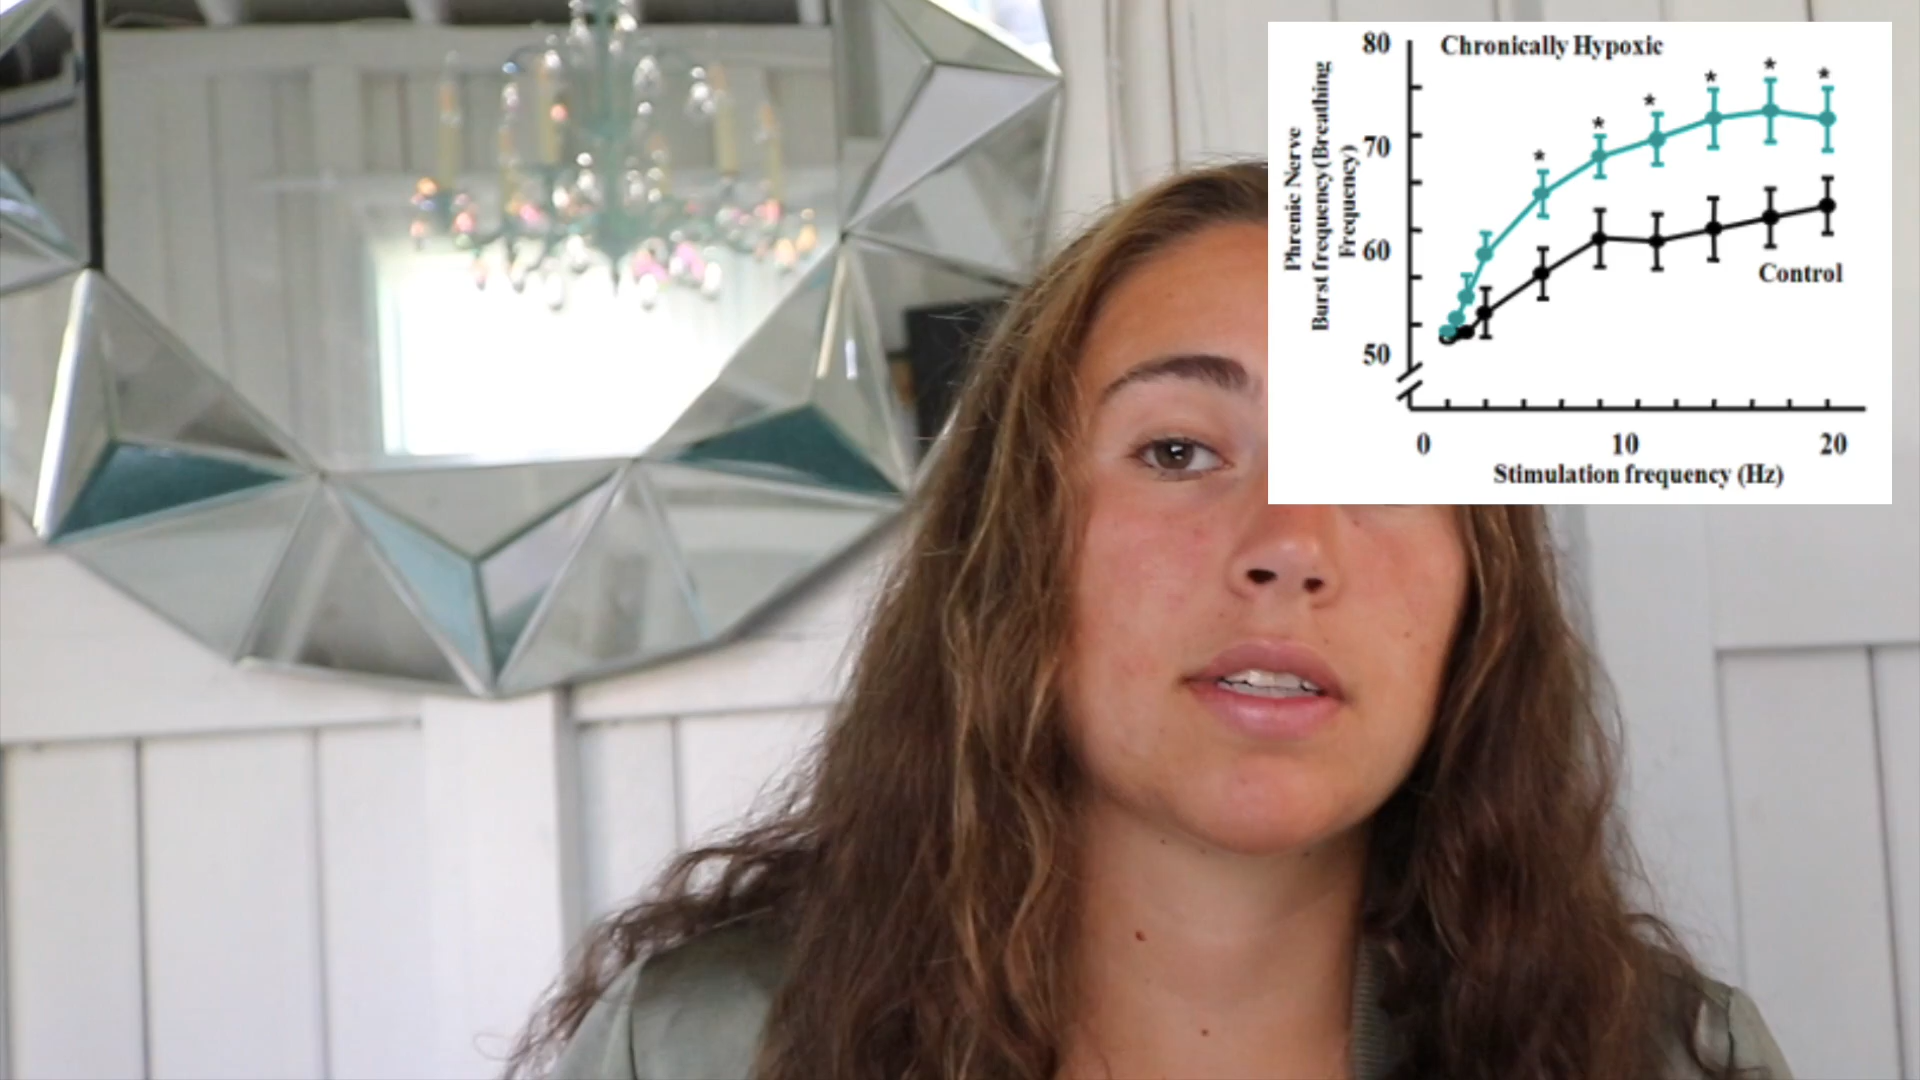 Chronically Hypoxic
80
70
60
50
Phrenic Nerve
Burst frequency(Breathing
Frequency)
*
*
*
*
*
*
*
Control
0 10 20
Stimulation frequency (Hz)